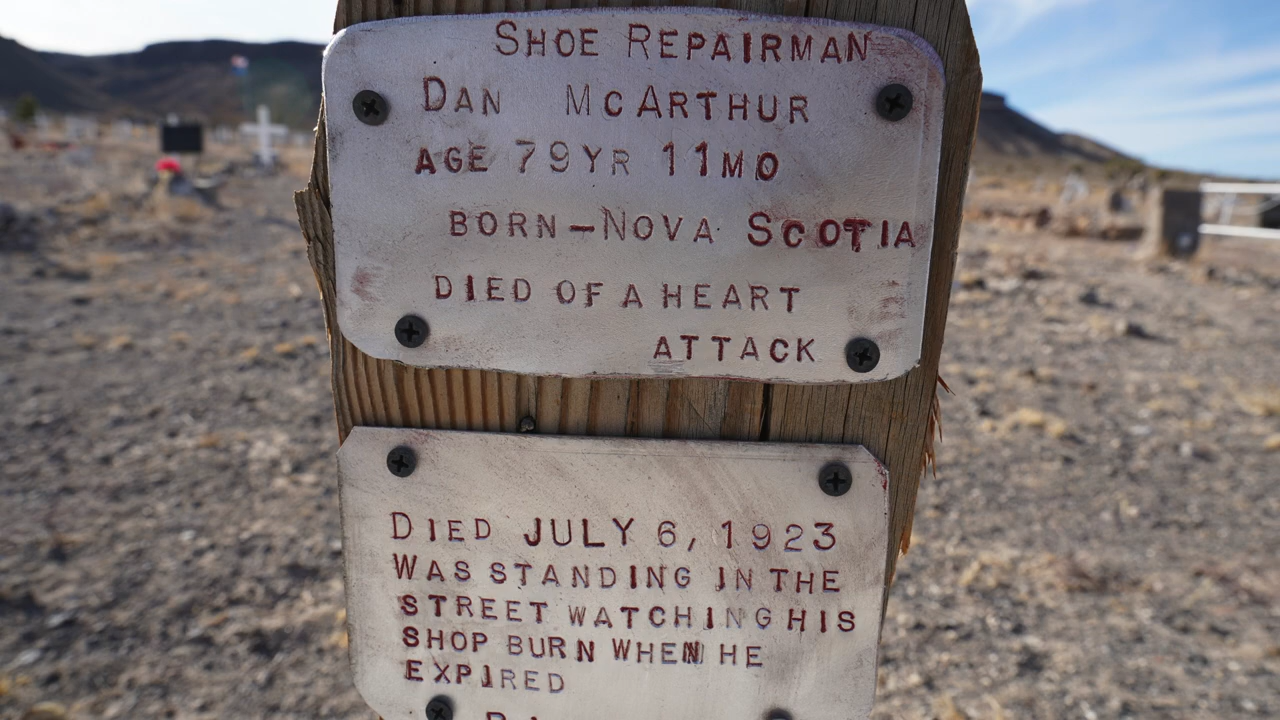 SHOE REPAIRMAN
DAN McARTHUR
AGE 79YR 11MO
BORN-NOVA SCOTIA
DIED OF A HEART
ATTACK
DIED JULY 6, 1923
WAS STANDING IN THE
STREET WATCHING HIS
SHOP BURN WHEN HE
EXPIRED